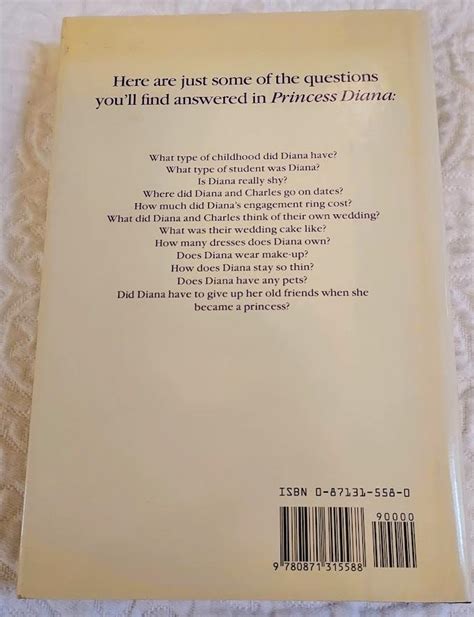 Here are just some of the questions
you'll find answered in Princess Diana:
What type of childhood did Diana have?
What type of student was Diana?
Is Diana really shy?
Where did Diana and Charles go on dates?
How much did Diana's engagement ring cost?
What did Diana and Charles think of their own wedding?
What was their wedding cake like?
How many dresses does Diana own?
Does Diana wear make-up?
How does Diana stay so thin?
Does Diana have any pets?
Did Diana have to give up her old friends when she
became a princess?
ISBN 0-87131-558-0
90000
9 780871 315588